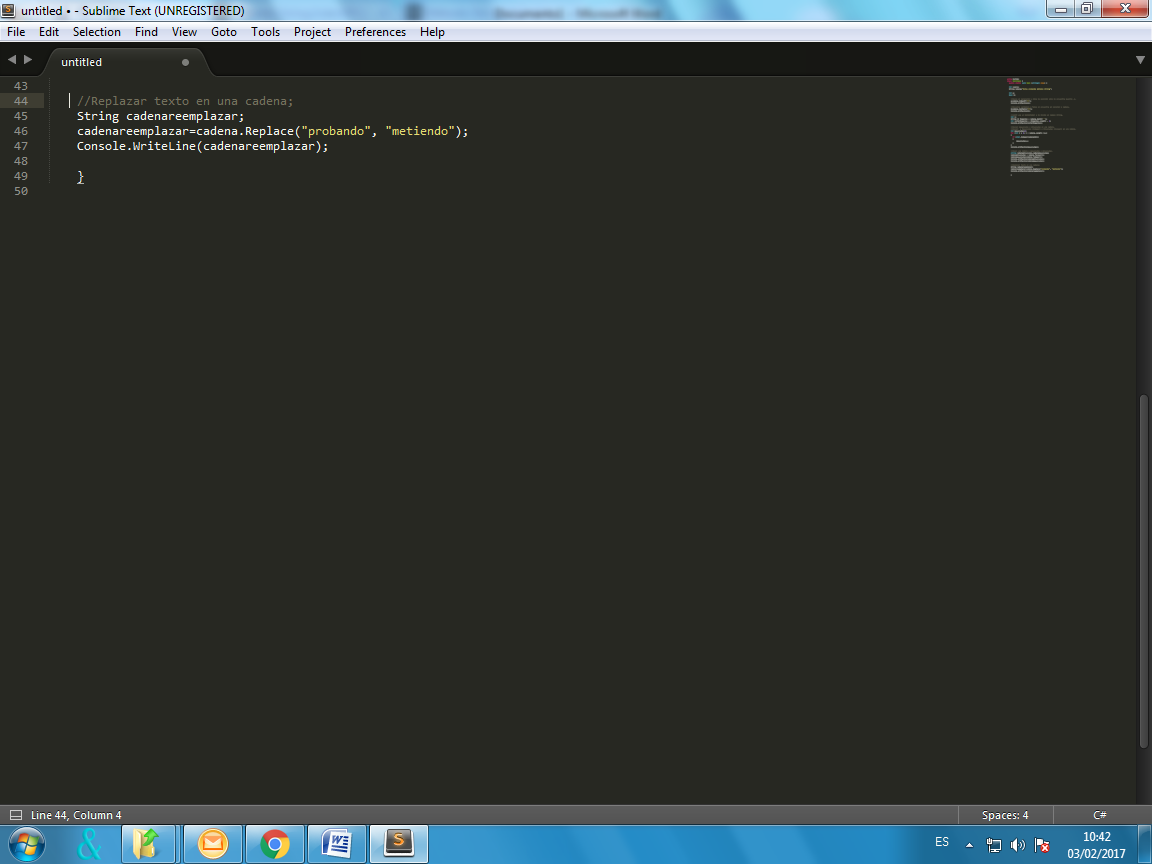 untitled • - Sublime Text (UNREGISTERED)
File Edit Selection Find View Goto Tools Project Preferences Help
untitled
43
44 //Replazar texto en una cadena;
45 String cadenareemplazar;
46 cadenareemplazar=cadena.Replace("probando", "metiendo");
47 Console.WriteLine(cadenareemplazar);
48
49 }
50
Line 44, Column 4
Spaces: 4
C#
ES
10:42
03/02/2017